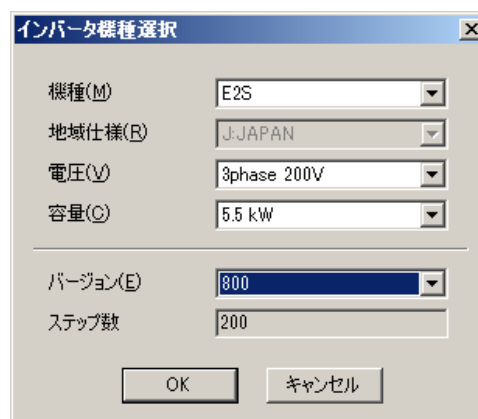 インバータ機種選択
機種(M) E2S
地域仕様(R) J:JAPAN
電圧(V) 3phase 200V
容量(C) 5.5 kW
バージョン(E) 800
ステップ数 200
OK キャンセル